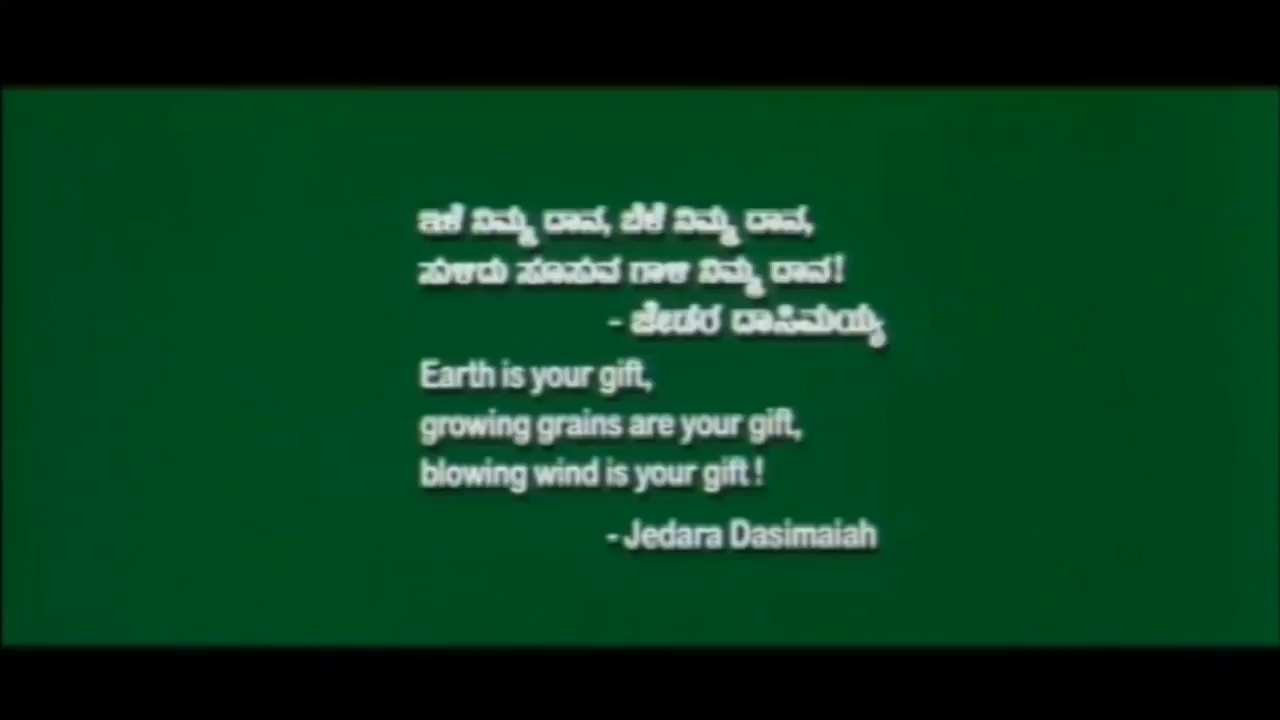 ಇಳೆ ನಿಮ್ಮ ದಾನ, ಬೆಳೆ ನಿಮ್ಮ ದಾನ,
ಸುಳಿದು ಸೂಸುವ ಗಾಳಿ ನಿಮ್ಮ ದಾನ!
- ಜೇಡರ ದಾಸಿಮಯ್ಯ
Earth is your gift,
growing grains are your gift,
blowing wind is your gift!
- Jedara Dasimaiah